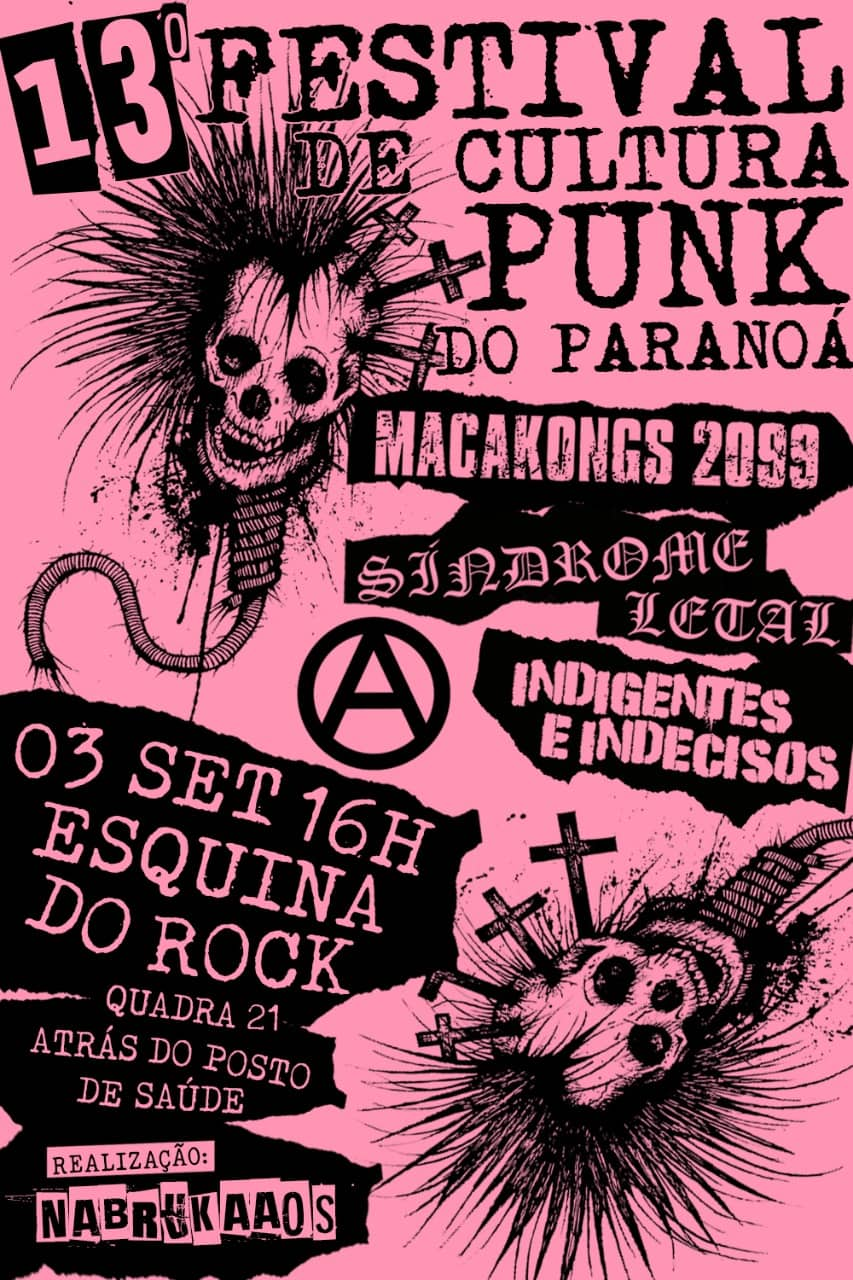 13º FESTIVAL
DE CULTURA
PUNK
DO PARANOÁ
MACAKONGS 2099
SÍNDROME
LETAL
INDIGENTES
E INDECISOS
03 SET 16H
ESQUINA
DO ROCK
QUADRA 21
ATRÁS DO POSTO
DE SAÚDE
REALIZAÇÃO:
NABRUKAAOS